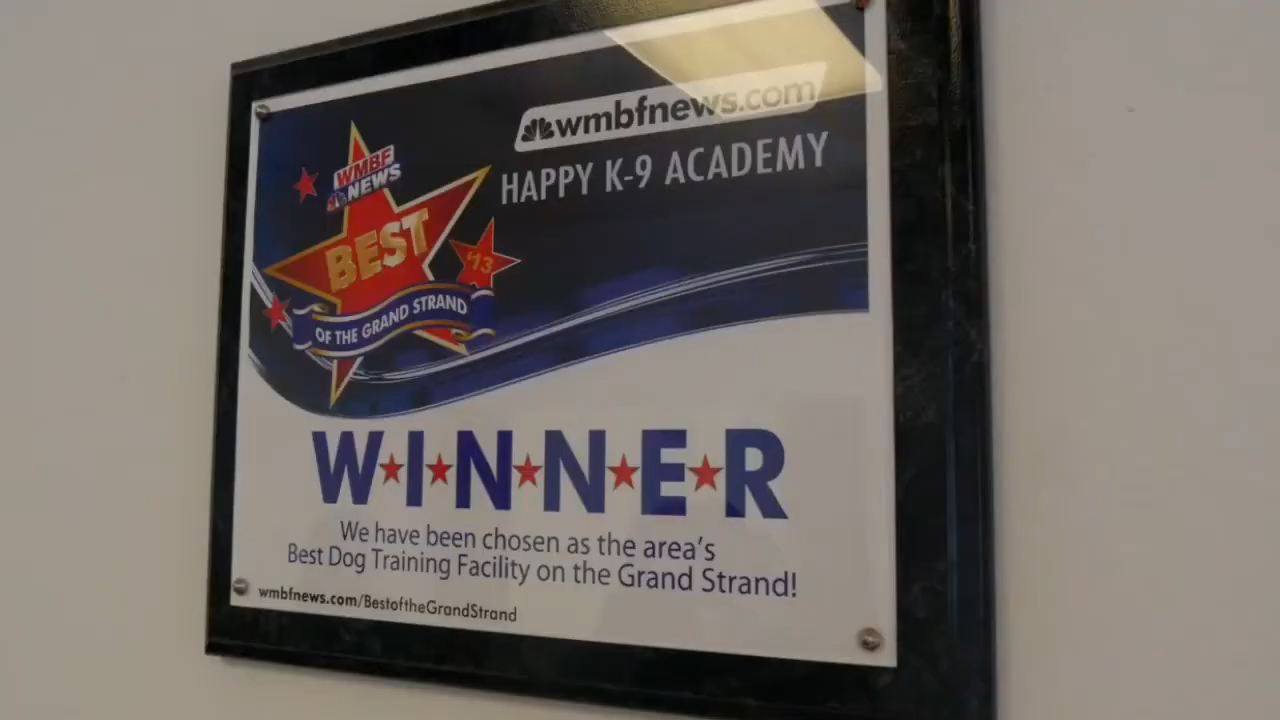 wmbfnews.com
HAPPY K-9 ACADEMY
WMBF
NEWS
BEST
'13
OF THE GRAND STRAND
W★I★N★N★E★R
We have been chosen as the area's
Best Dog Training Facility on the Grand Strand!
wmbfnews.com/BestoftheGrandStrand